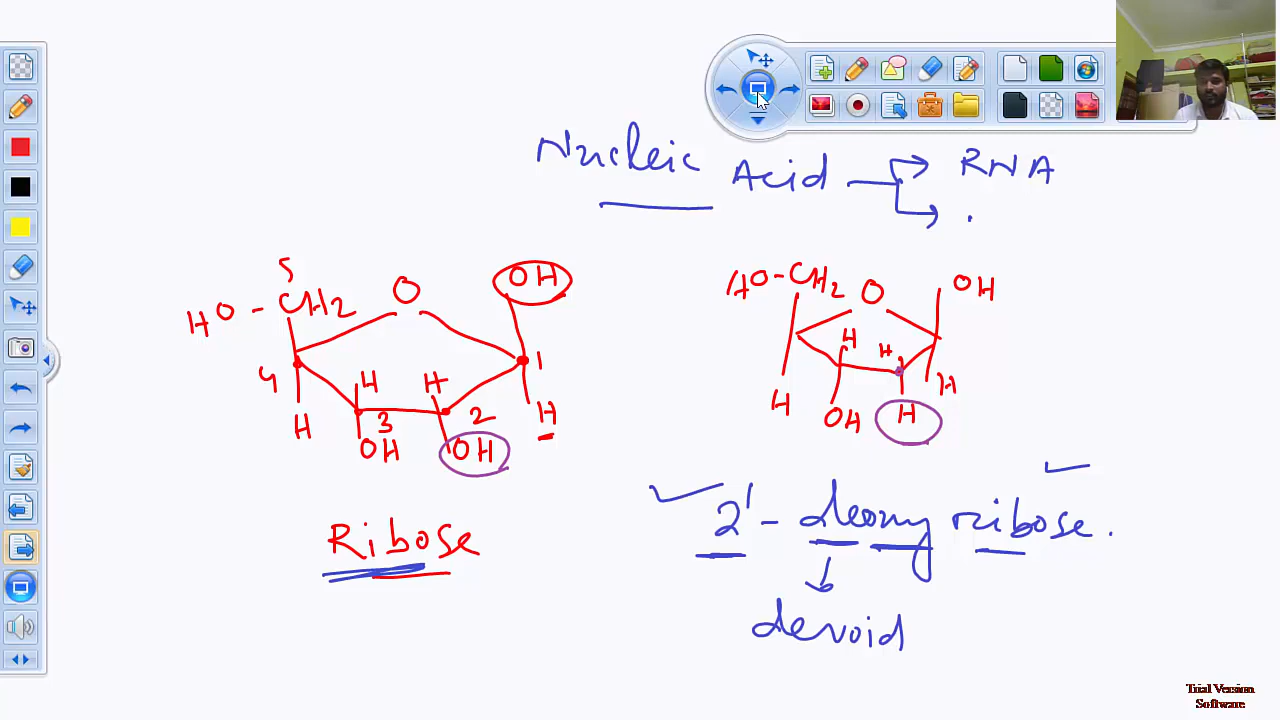 Nucleic Acid → RNA
5
HO - CH2 O OH
4 1
H H H 2 H
3
OH OH
Ribose
HO-CH2 O OH
H H
H H H
OH
2' - deoxy ribose.
↓
devoid
Trial Version
Software